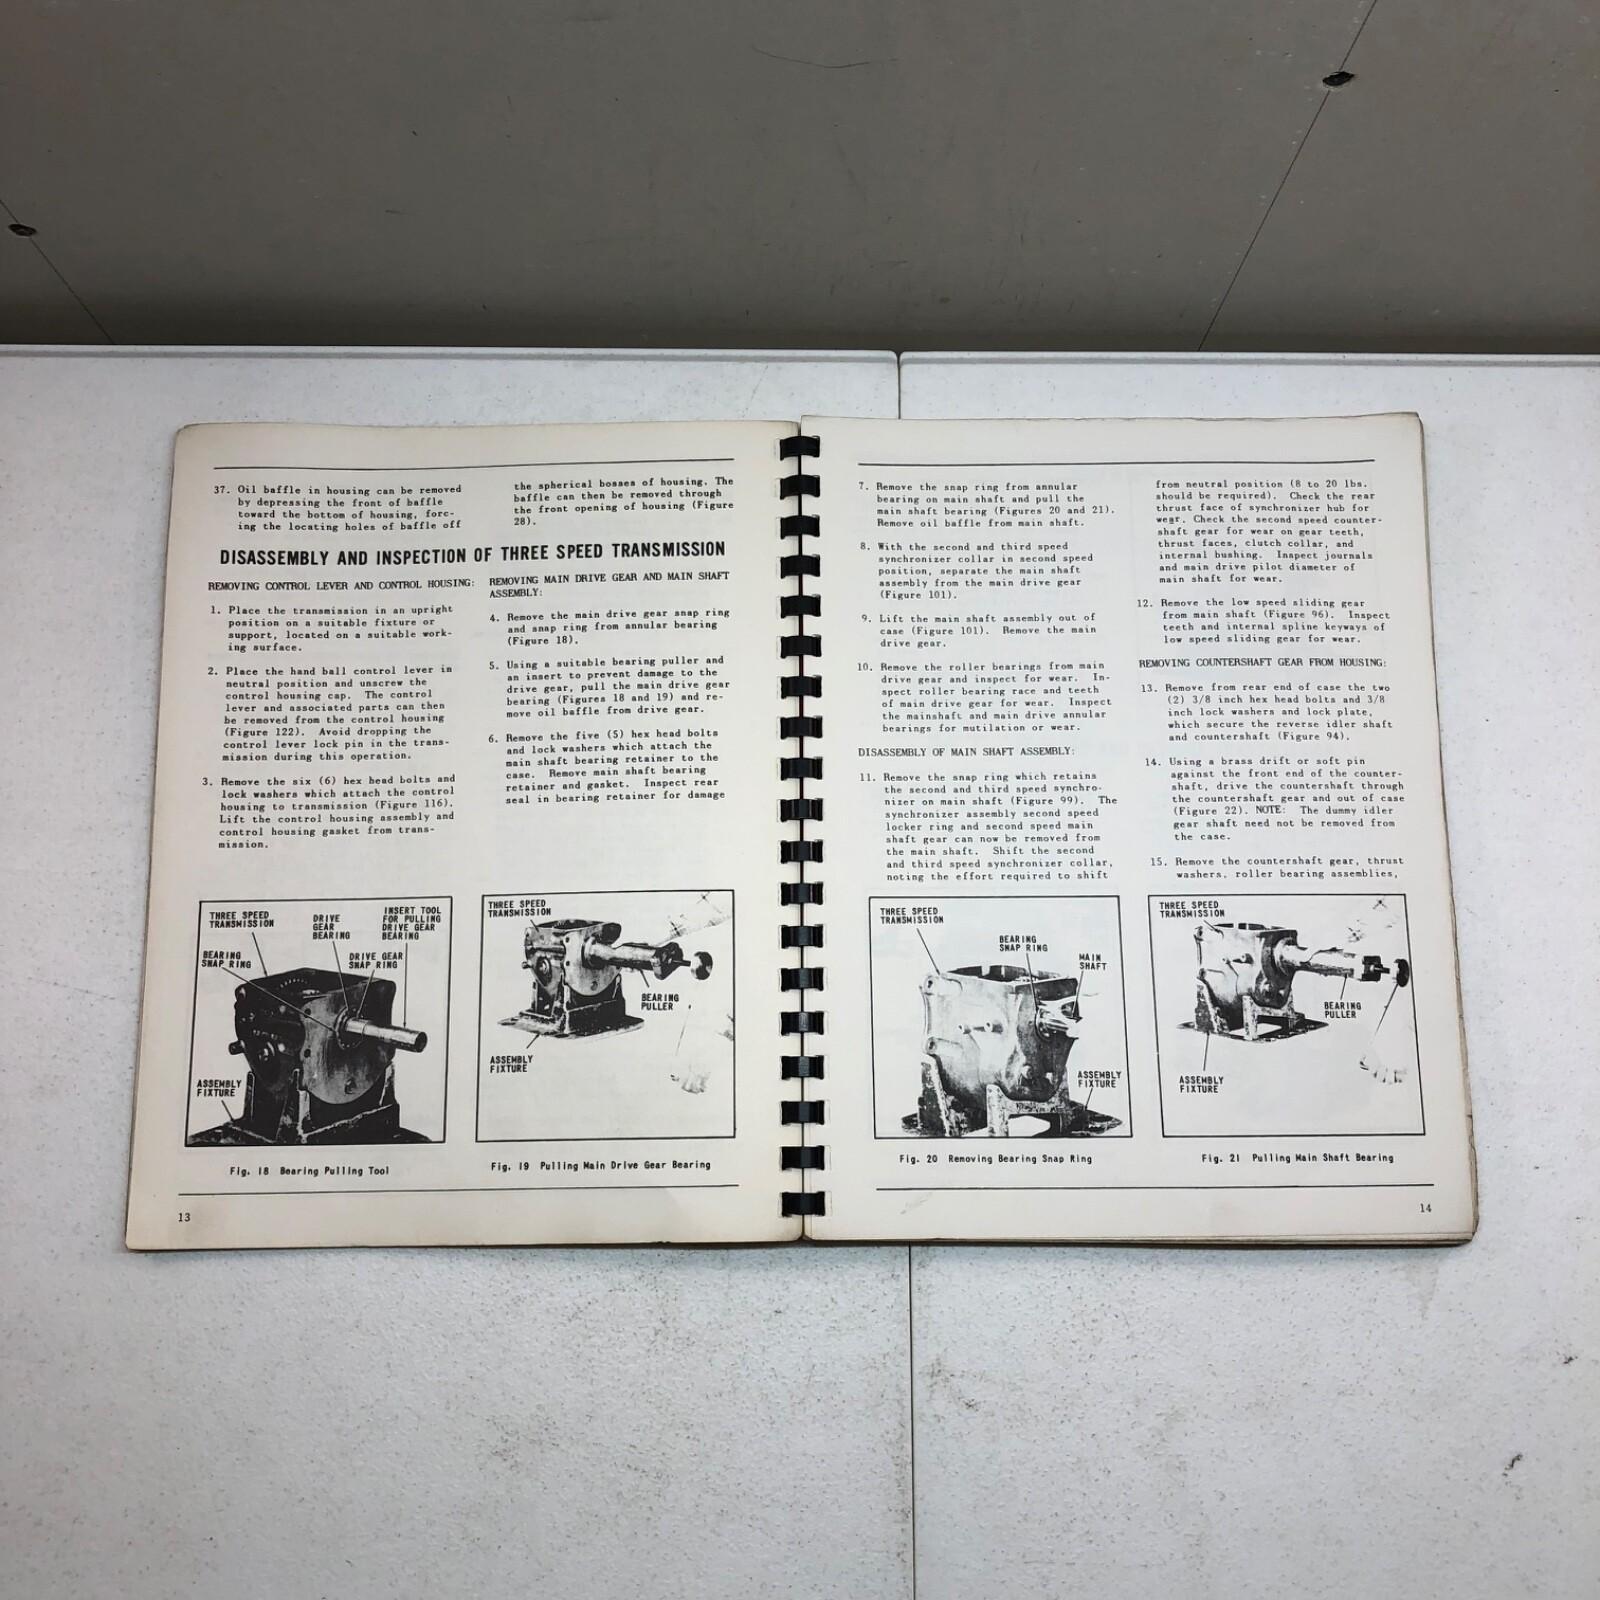 37. Oil baffle in housing can be removed
by depressing the front of baffle
toward the bottom of housing, forc-
ing the locating holes of baffle off
the spherical bosses of housing. The
baffle can then be removed through
the front opening of housing (Figure
28).
DISASSEMBLY AND INSPECTION OF THREE SPEED TRANSMISSION
REMOVING CONTROL LEVER AND CONTROL HOUSING:
1. Place the transmission in an upright
position on a suitable fixture or
support, located on a suitable work-
ing surface.
2. Place the hand ball control lever in
neutral position and unscrew the
control housing cap. The control
lever and associated parts can then
be removed from the control housing
(Figure 122). Avoid dropping the
control lever lock pin in the trans-
mission during this operation.
3. Remove the six (6) hex head bolts and
lock washers which attach the control
housing to transmission (Figure 116).
Lift the control housing assembly and
control housing gasket from trans-
mission.
REMOVING MAIN DRIVE GEAR AND MAIN SHAFT
ASSEMBLY:
4. Remove the main drive gear snap ring
and snap ring from annular bearing
(Figure 18).
5. Using a suitable bearing puller and
an insert to prevent damage to the
drive gear, pull the main drive gear
bearing (Figures 18 and 19) and re-
move oil baffle from drive gear.
6. Remove the five (5) hex head bolts
and lock washers which attach the
main shaft bearing retainer to the
case. Remove main shaft bearing
retainer and gasket. Inspect rear
seal in bearing retainer for damage
THREE SPEED
TRANSMISSION
DRIVE
GEAR
BEARING
INSERT TOOL
FOR PULLING
DRIVE GEAR
BEARING
BEARING
SNAP RING
DRIVE GEAR
SNAP RING
ASSEMBLY
FIXTURE
Fig. 18 Bearing Pulling Tool
THREE SPEED
TRANSMISSION
BEARING
PULLER
ASSEMBLY
FIXTURE
Fig. 19 Pulling Main Drive Gear Bearing
13
7. Remove the snap ring from annular
bearing on main shaft and pull the
main shaft bearing (Figures 20 and 21).
Remove oil baffle from main shaft.
8. With the second and third speed
synchronizer collar in second speed
position, separate the main shaft
assembly from the main drive gear
(Figure 101).
9. Lift the main shaft assembly out of
case (Figure 101). Remove the main
drive gear.
10. Remove the roller bearings from main
drive gear and inspect for wear. In-
spect roller bearing race and teeth
of main drive gear for wear. Inspect
the mainshaft and main drive annular
bearings for mutilation or wear.
DISASSEMBLY OF MAIN SHAFT ASSEMBLY:
11. Remove the snap ring which retains
the second and third speed synchro-
nizer on main shaft (Figure 99). The
synchronizer assembly second speed
locker ring and second speed main
shaft gear can now be removed from
the main shaft. Shift the second
and third speed synchronizer collar,
noting the effort required to shift
from neutral position (8 to 20 lbs.
should be required). Check the rear
thrust face of synchronizer hub for
wear. Check the second speed counter-
shaft gear for wear on gear teeth,
thrust faces, clutch collar, and
internal bushing. Inspect journals
and main drive pilot diameter of
main shaft for wear.
12. Remove the low speed sliding gear
from main shaft (Figure 96). Inspect
teeth and internal spline keyways of
low speed sliding gear for wear.
REMOVING COUNTERSHAFT GEAR FROM HOUSING:
13. Remove from rear end of case the two
(2) 3/8 inch hex head bolts and 3/8
inch lock washers and lock plate,
which secure the reverse idler shaft
and countershaft (Figure 94).
14. Using a brass drift or soft pin
against the front end of the counter-
shaft, drive the countershaft through
the countershaft gear and out of case
(Figure 22). NOTE: The dummy idler
gear shaft need not be removed from
the case.
15. Remove the countershaft gear, thrust
washers, roller bearing assemblies,
THREE SPEED
TRANSMISSION
BEARING
SNAP RING
MAIN
SHAFT
ASSEMBLY
FIXTURE
Fig. 20 Removing Bearing Snap Ring
THREE SPEED
TRANSMISSION
BEARING
PULLER
ASSEMBLY
FIXTURE
Fig. 21 Pulling Main Shaft Bearing
14